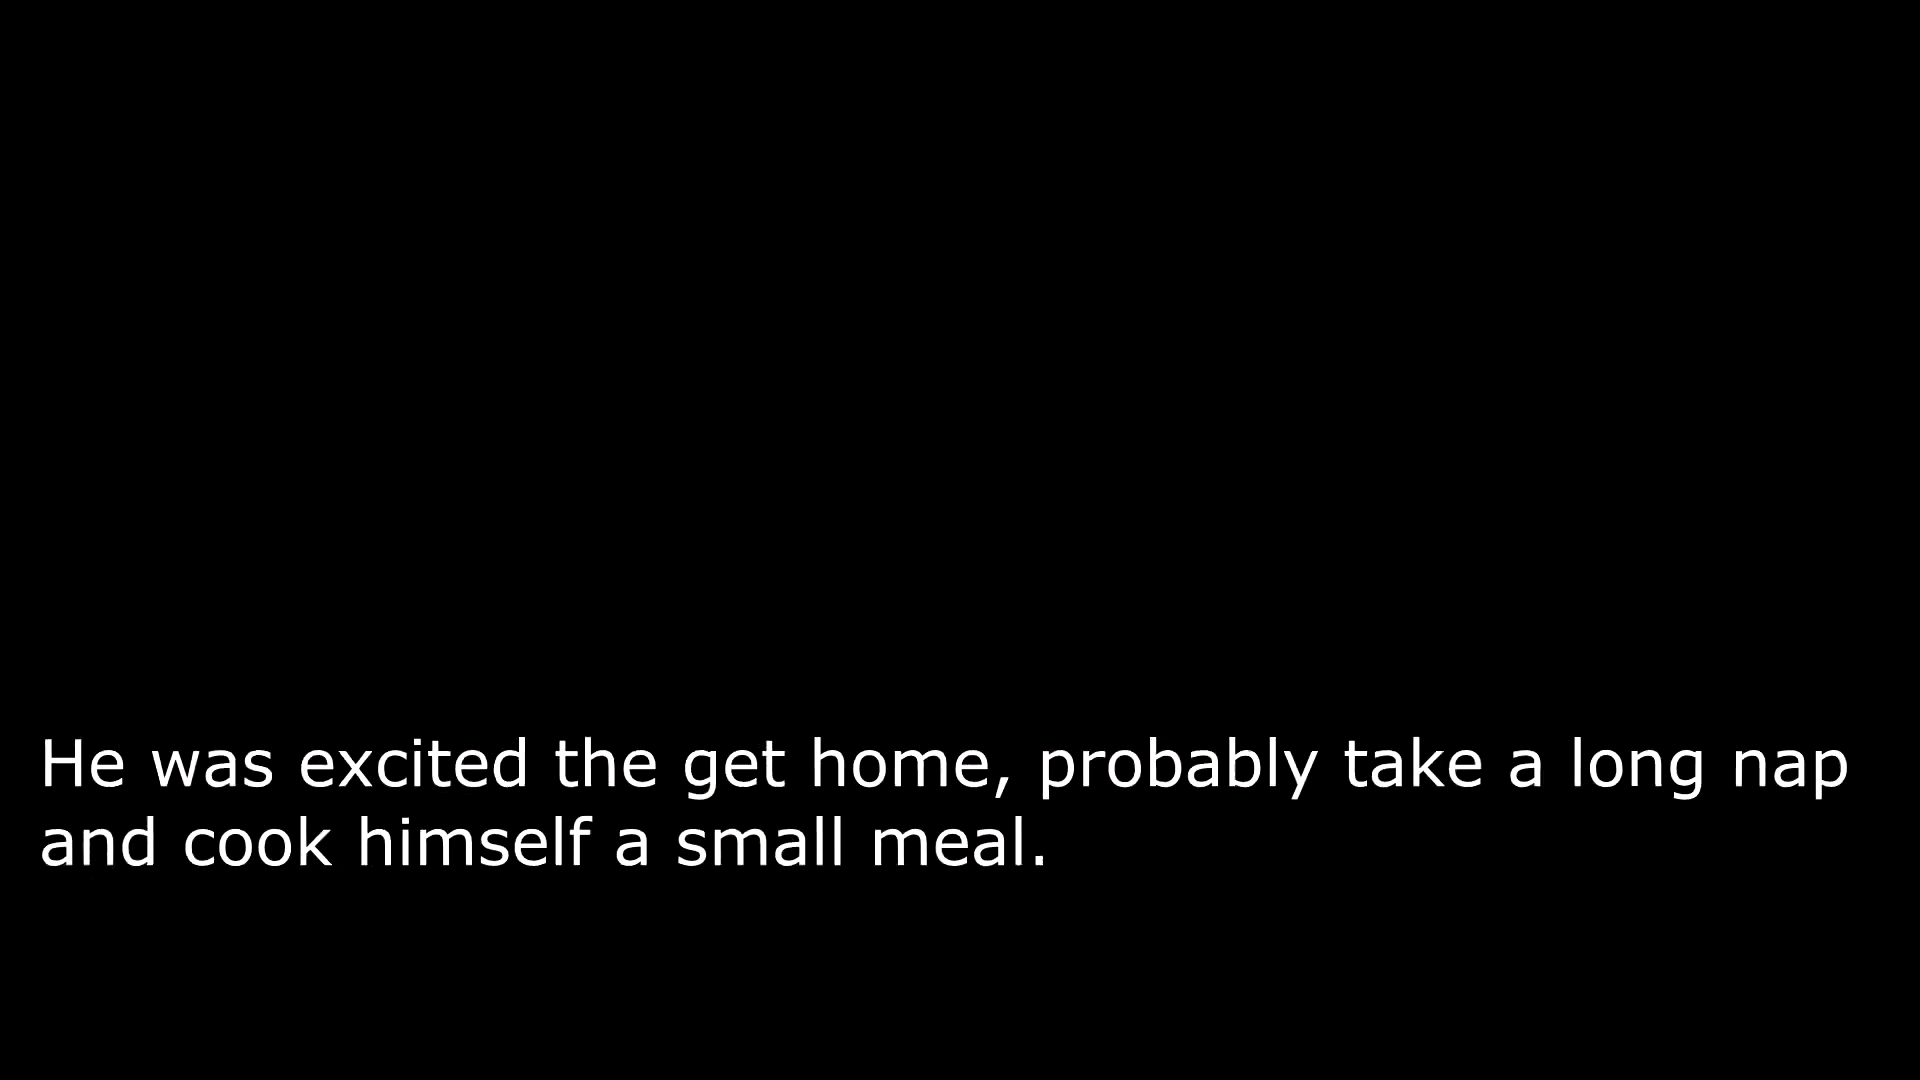 He was excited the get home, probably take a long nap
and cook himself a small meal.